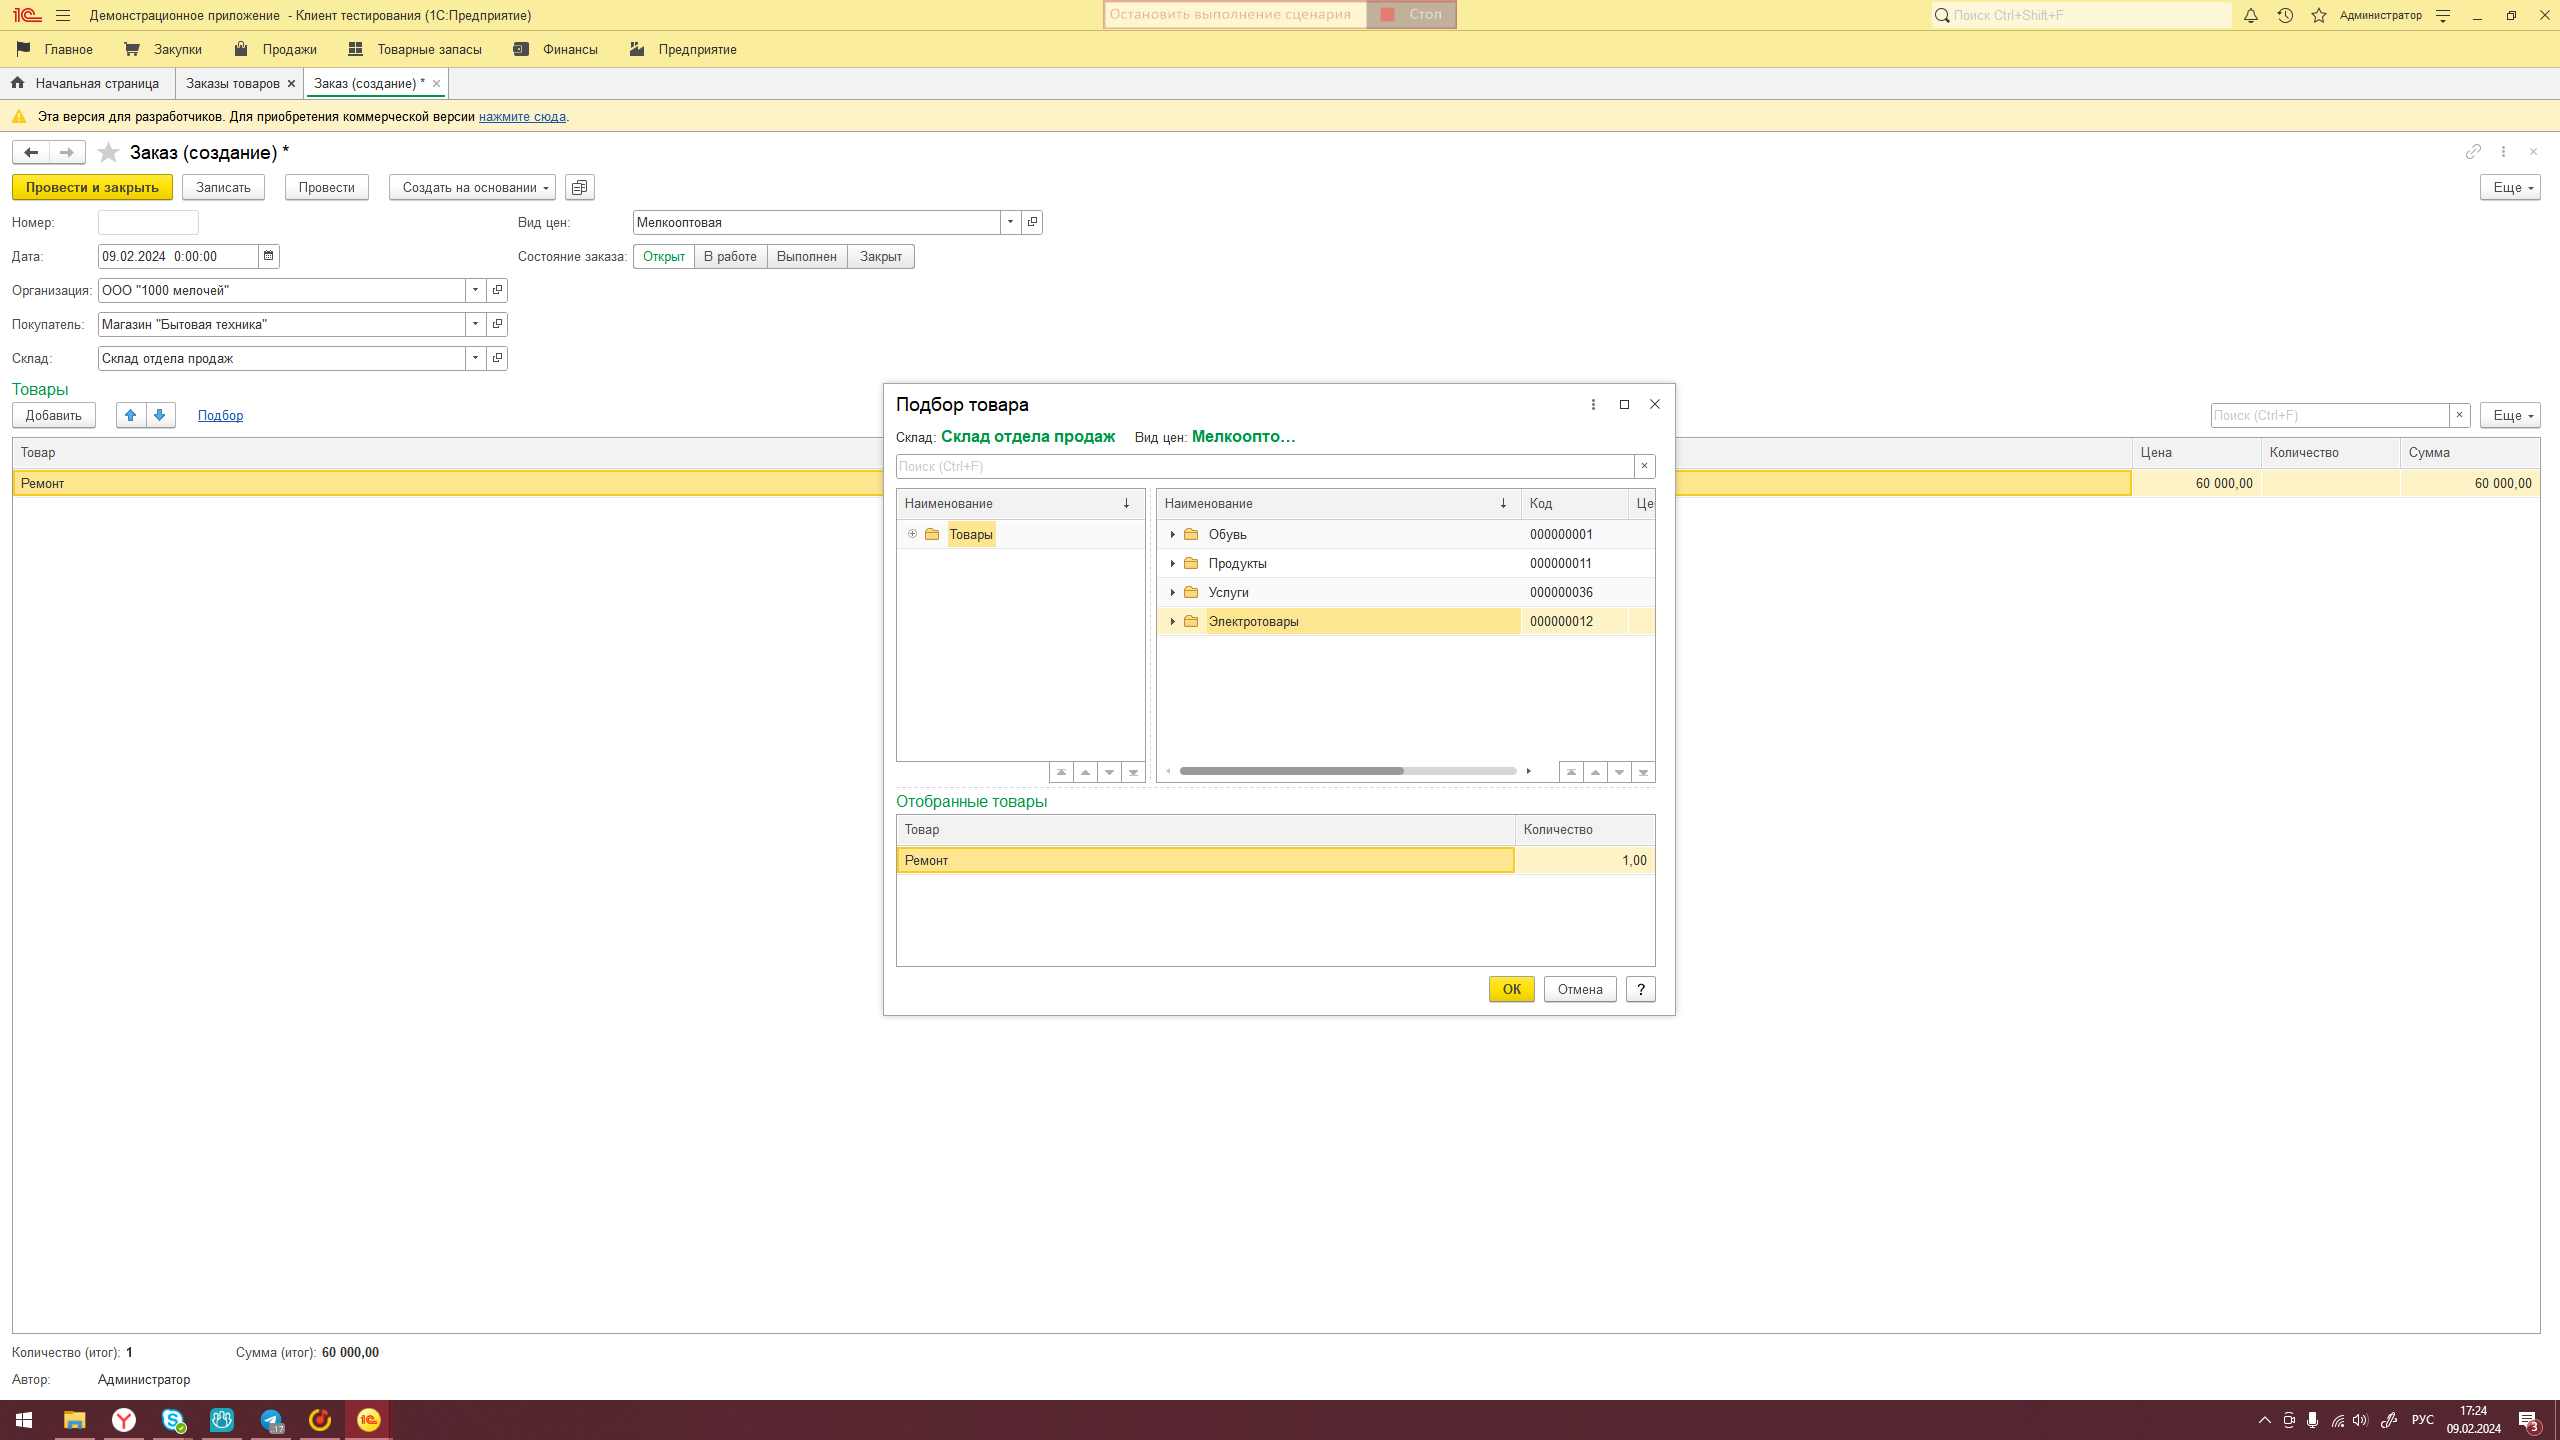 1С Демонстрационное приложение - Клиент тестирования (1С:Предприятие) Остановить выполнение сценария Стоп Поиск Ctrl+Shift+F Администратор
Главное Закупки Продажи Товарные запасы Финансы Предприятие
Начальная страница Заказы товаров Заказ (создание) *
Эта версия для разработчиков. Для приобретения коммерческой версии нажмите сюда.
Заказ (создание) *
Провести и закрыть Записать Провести Создать на основании Еще
Номер: Вид цен: Мелкооптовая
Дата: 09.02.2024 0:00:00 Состояние заказа: Открыт В работе Выполнен Закрыт
Организация: ООО "1000 мелочей"
Покупатель: Магазин "Бытовая техника"
Склад: Склад отдела продаж
Товары
Добавить Подбор Поиск (Ctrl+F) Еще
Товар Цена Количество Сумма
Ремонт 60 000,00 60 000,00
Подбор товара
Склад: Склад отдела продаж Вид цен: Мелкоопто...
Поиск (Ctrl+F)
Наименование Наименование Код Це
Товары Обувь 000000001
Продукты 000000011
Услуги 000000036
Электротовары 000000012
Отобранные товары
Товар Количество
Ремонт 1,00
ОК Отмена ?
Количество (итог): 1 Сумма (итог): 60 000,00
Автор: Администратор
17 РУС 17:24
09.02.2024 3